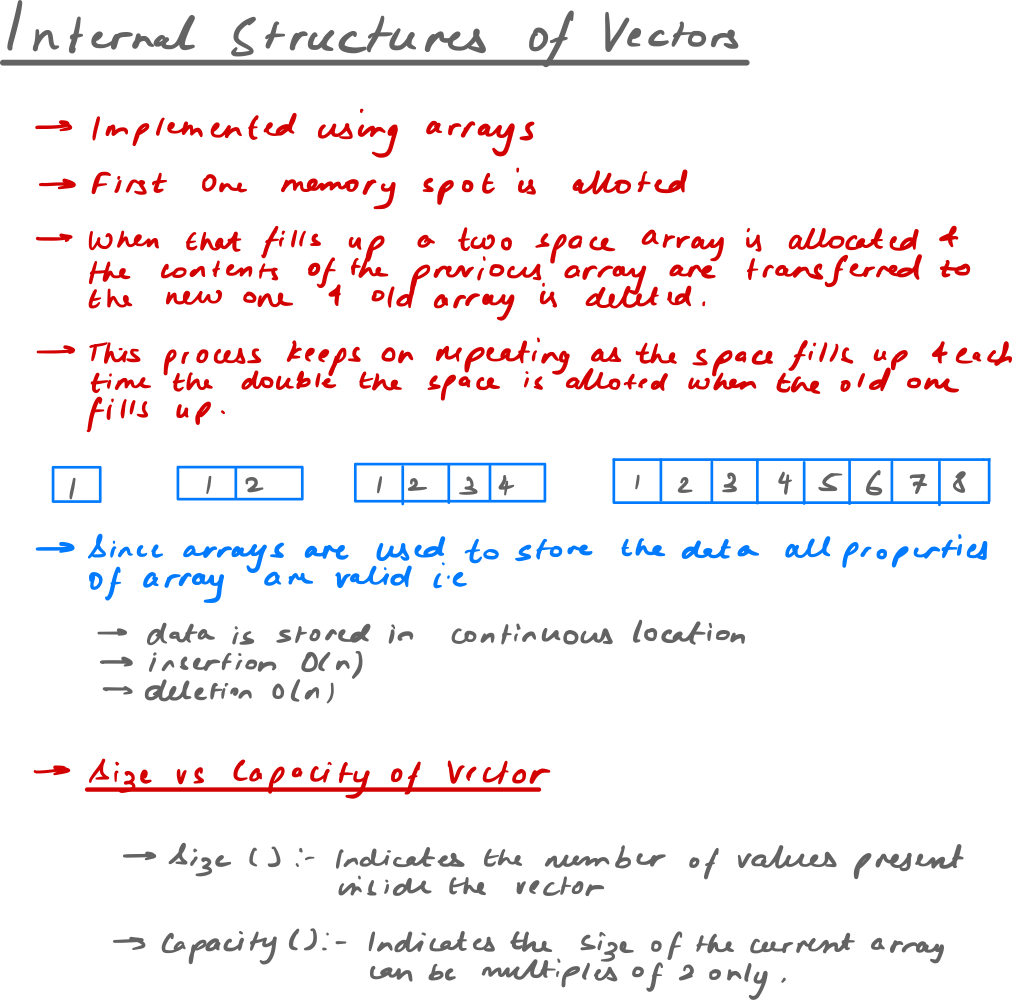 Internal Structures of Vectors
→ Implemented using arrays
→ First One memory spot is alloted
→ When that fills up a two space array is allocated &
the contents of the previous array are transferred to
the new one & old array is deleted.
→ This process keeps on repeating as the space fills up & each
time the double the space is alloted when the old one
fills up.
1 1 2 1 2 3 4 1 2 3 4 5 6 7 8
→ Since arrays are used to store the data all properties
of array are valid i.e
→ data is stored in continuous location
→ insertion O(n)
→ deletion O(n)
→ Size vs Capacity of Vector
→ Size ( ) :- Indicates the number of values present
inside the vector
→ Capacity ( ) :- Indicates the size of the current array
can be multiples of 2 only.